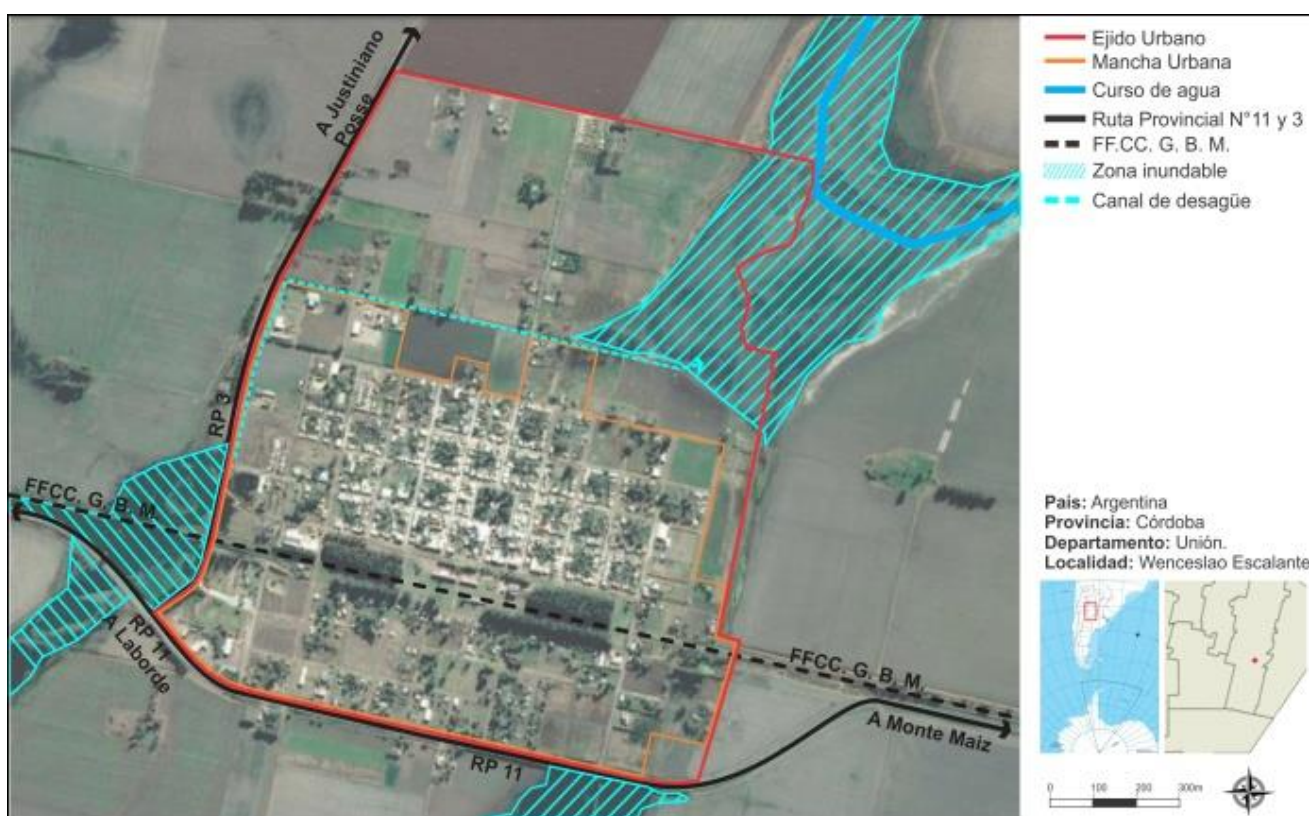 A Justiniano
Posse
RP 3
FFCC. G. B. M.
RP 11
A Laborde
RP 11
FFCC. G. B. M.
A Monte Maiz
Ejido Urbano
Mancha Urbana
Curso de agua
Ruta Provincial N°11 y 3
FF.CC. G. B. M.
Zona inundable
Canal de desagüe
País: Argentina
Provincia: Córdoba
Departamento: Unión.
Localidad: Wenceslao Escalante
0 100 200 300m